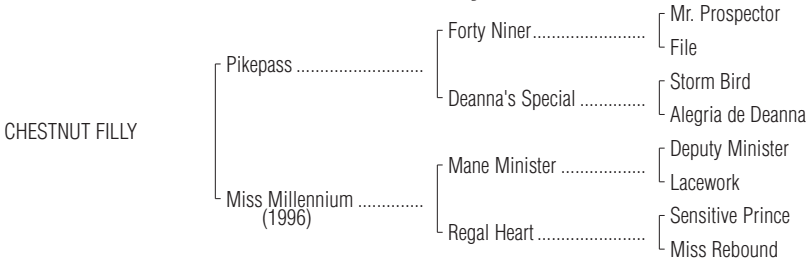 Mr. Prospector
Forty Niner........................
File
Pikepass ...........................
Storm Bird
Deanna's Special ..............
Alegria de Deanna
CHESTNUT FILLY
Deputy Minister
Mane Minister ..................
Lacework
Miss Millennium ..............
(1996)
Sensitive Prince
Regal Heart.......................
Miss Rebound